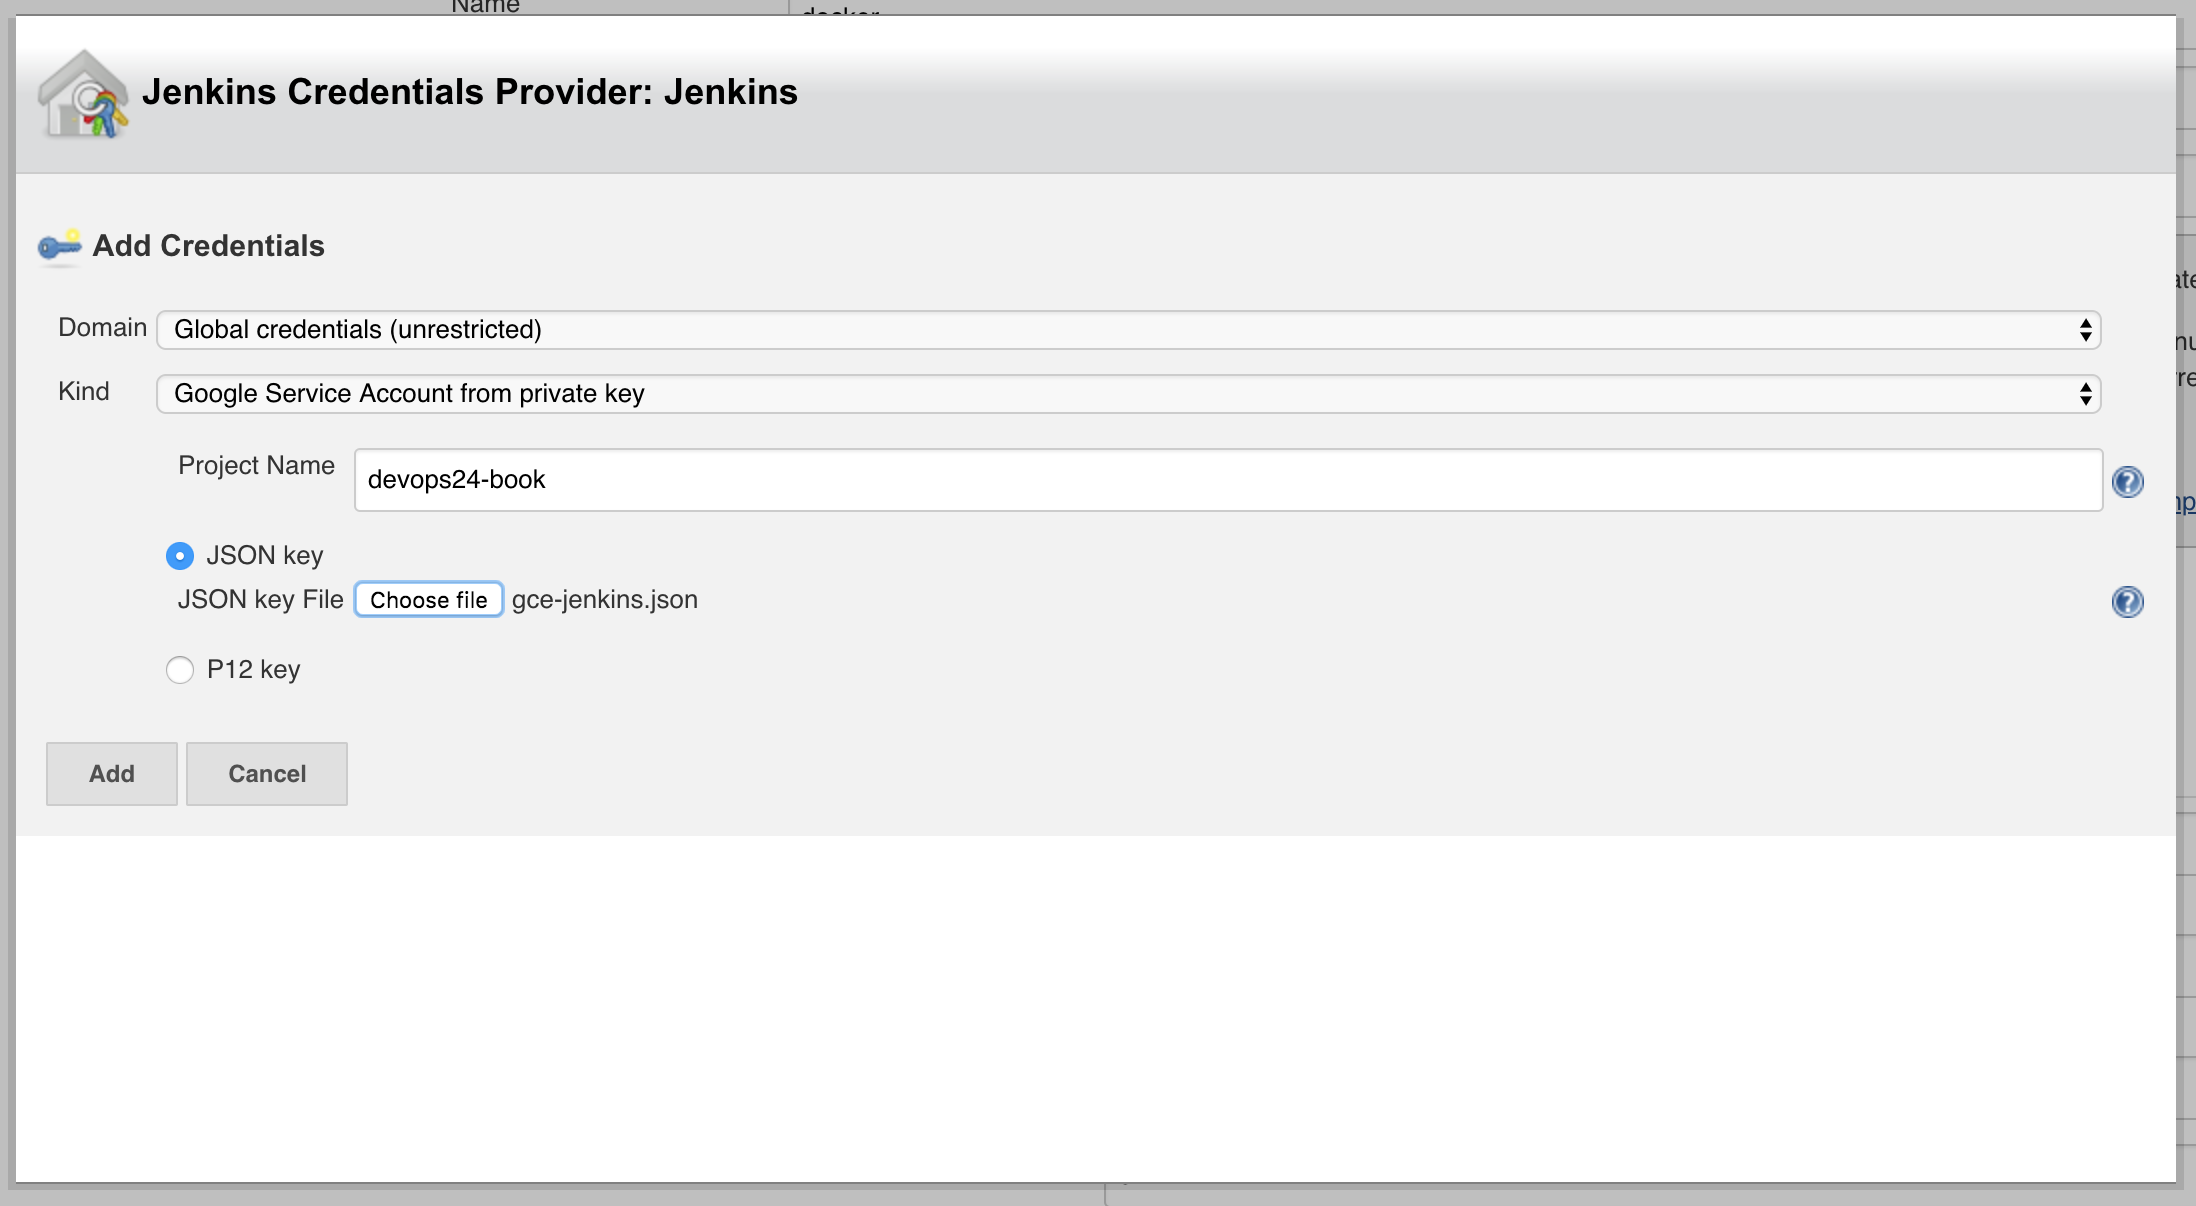 Name
docker
Jenkins Credentials Provider: Jenkins
Add Credentials
Domain Global credentials (unrestricted)
Kind Google Service Account from private key
Project Name devops24-book
JSON key
JSON key File Choose file gce-jenkins.json
P12 key
Add Cancel